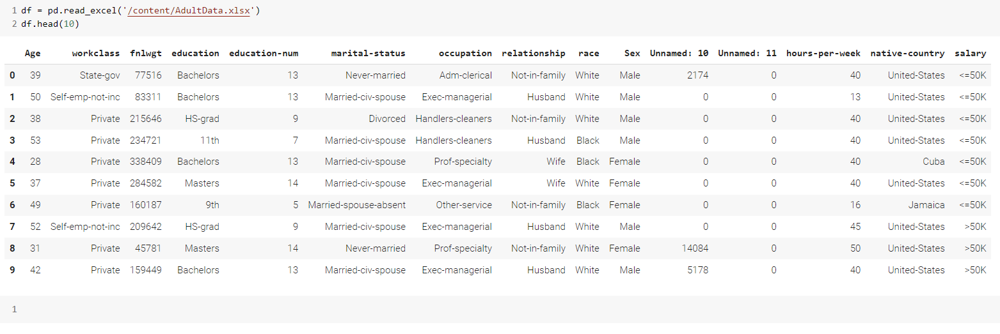 1 df = pd.read_excel('/content/AdultData.xlsx')
2 df.head(10)
Age workclass fnlwgt education education-num marital-status occupation relationship race Sex Unnamed: 10 Unnamed: 11 hours-per-week native-country salary
0 39 State-gov 77516 Bachelors 13 Never-married Adm-clerical Not-in-family White Male 2174 0 40 United-States <=50K
1 50 Self-emp-not-inc 83311 Bachelors 13 Married-civ-spouse Exec-managerial Husband White Male 0 0 13 United-States <=50K
2 38 Private 215646 HS-grad 9 Divorced Handlers-cleaners Not-in-family White Male 0 0 40 United-States <=50K
3 53 Private 234721 11th 7 Married-civ-spouse Handlers-cleaners Husband Black Male 0 0 40 United-States <=50K
4 28 Private 338409 Bachelors 13 Married-civ-spouse Prof-specialty Wife Black Female 0 0 40 Cuba <=50K
5 37 Private 284582 Masters 14 Married-civ-spouse Exec-managerial Wife White Female 0 0 40 United-States <=50K
6 49 Private 160187 9th 5 Married-spouse-absent Other-service Not-in-family Black Female 0 0 16 Jamaica <=50K
7 52 Self-emp-not-inc 209642 HS-grad 9 Married-civ-spouse Exec-managerial Husband White Male 0 0 45 United-States >50K
8 31 Private 45781 Masters 14 Never-married Prof-specialty Not-in-family White Female 14084 0 50 United-States >50K
9 42 Private 159449 Bachelors 13 Married-civ-spouse Exec-managerial Husband White Male 5178 0 40 United-States >50K
1